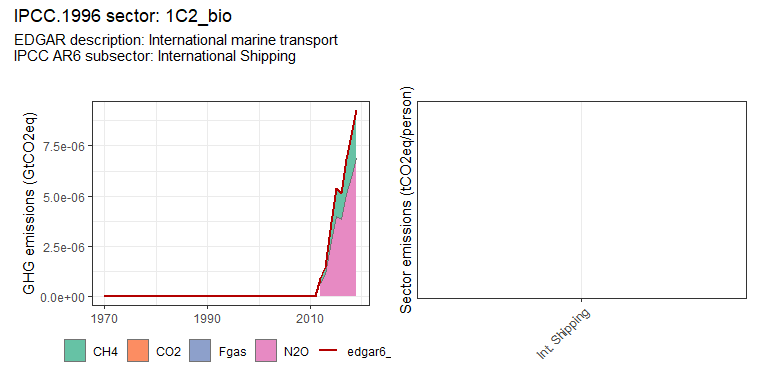 IPCC.1996 sector: 1C2_bio
EDGAR description: International marine transport
IPCC AR6 subsector: International Shipping
GHG emissions (GtCO2eq)
7.5e-06
5.0e-06
2.5e-06
0.0e+00
1970
1990
2010
CH4
CO2
Fgas
N2O
edgar6_
Sector emissions (tCO2eq/person)
Int. Shipping